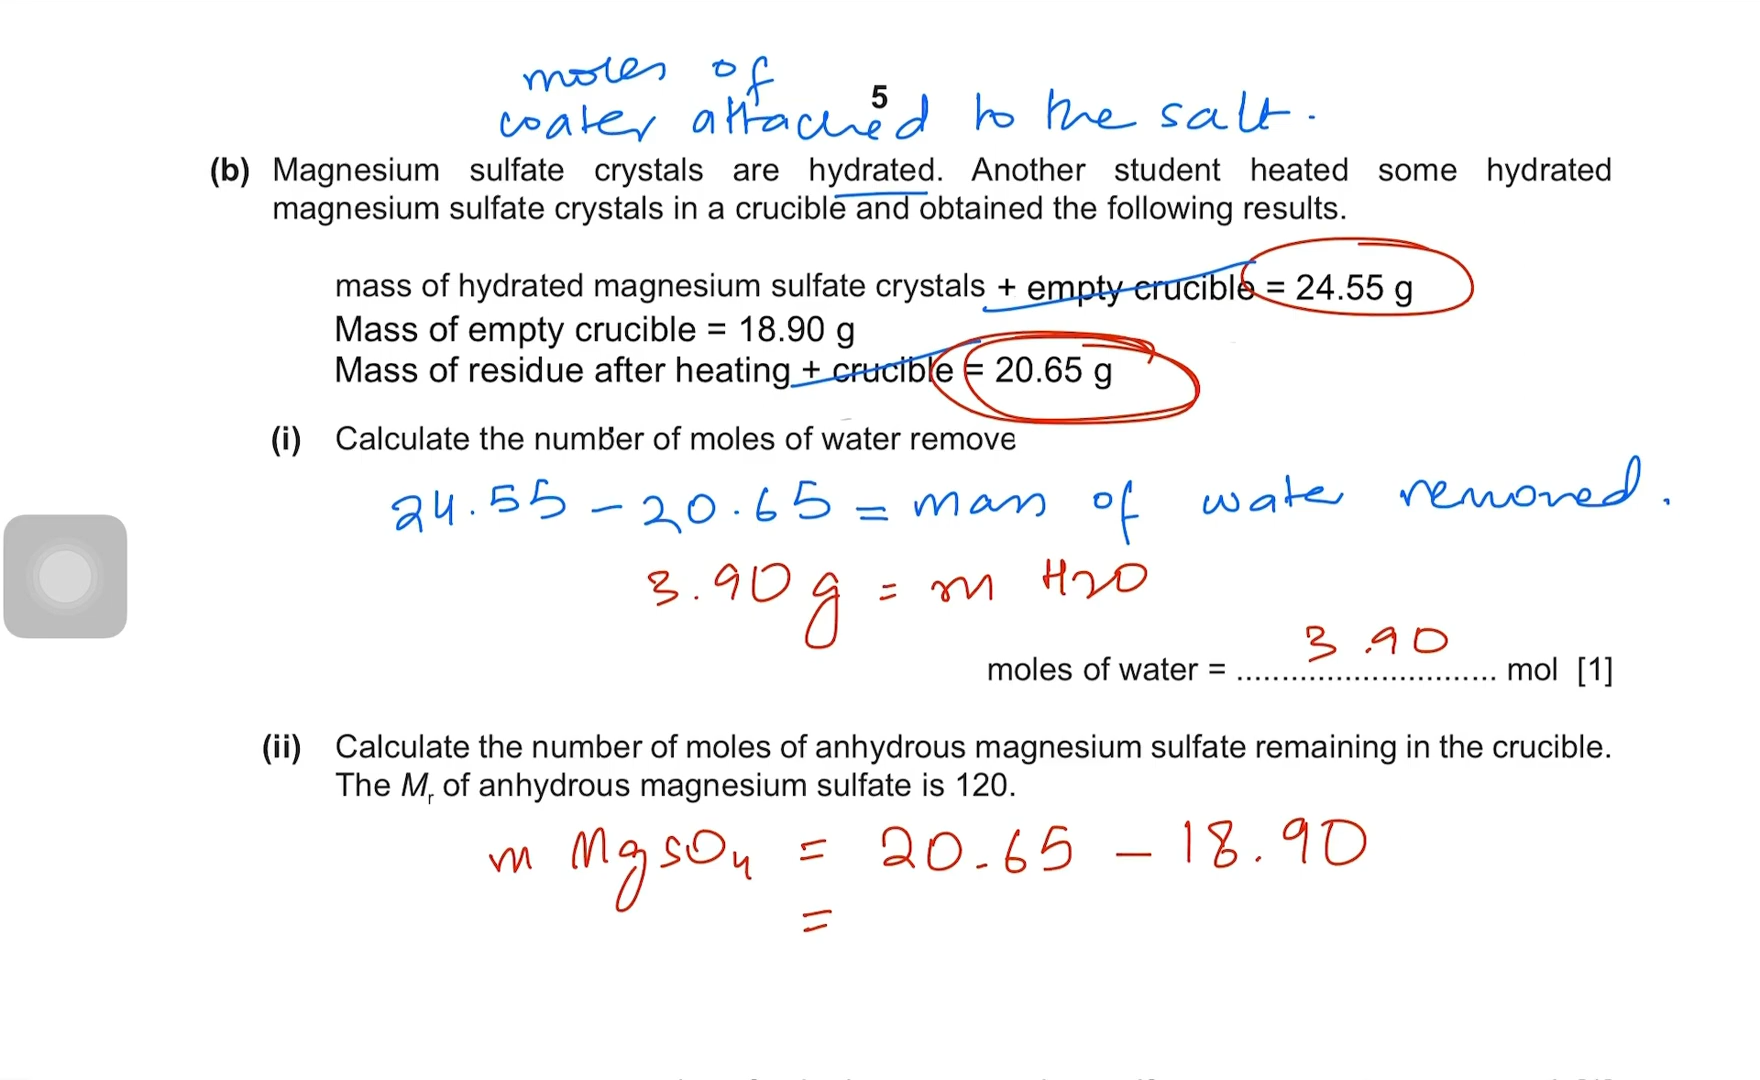 moles of
5
water attached to the salt.
(b) Magnesium sulfate crystals are hydrated. Another student heated some hydrated
magnesium sulfate crystals in a crucible and obtained the following results.
mass of hydrated magnesium sulfate crystals + empty crucible = 24.55 g
Mass of empty crucible = 18.90 g
Mass of residue after heating + crucible = 20.65 g
(i) Calculate the number of moles of water remove
24.55 - 20.65 = mass of water removed.
3.90 g = m H2O
3.90
moles of water = ............................. mol [1]
(ii) Calculate the number of moles of anhydrous magnesium sulfate remaining in the crucible.
The Mr of anhydrous magnesium sulfate is 120.
m MgSO4 = 20.65 - 18.90
=